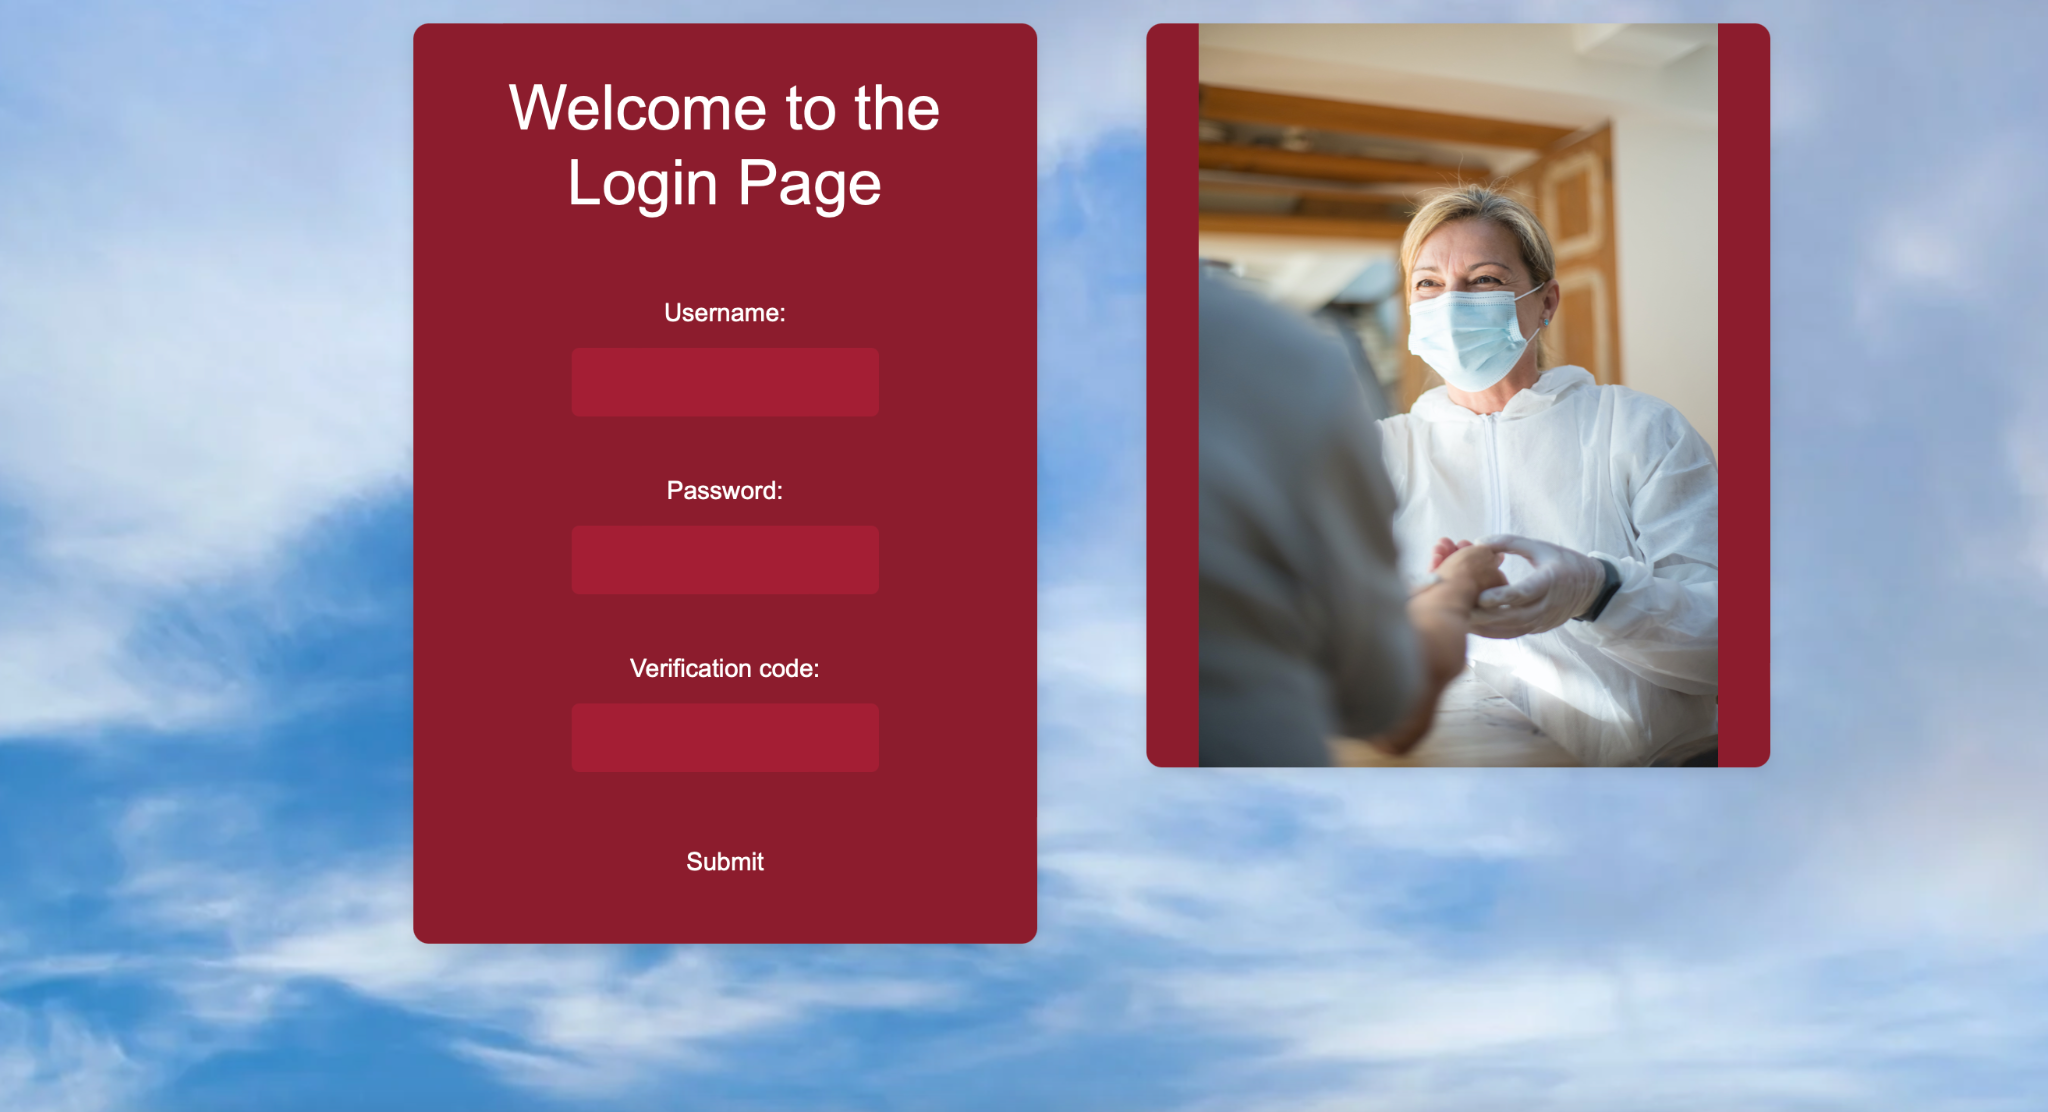 Welcome to the
Login Page
Username:
Password:
Verification code:
Submit